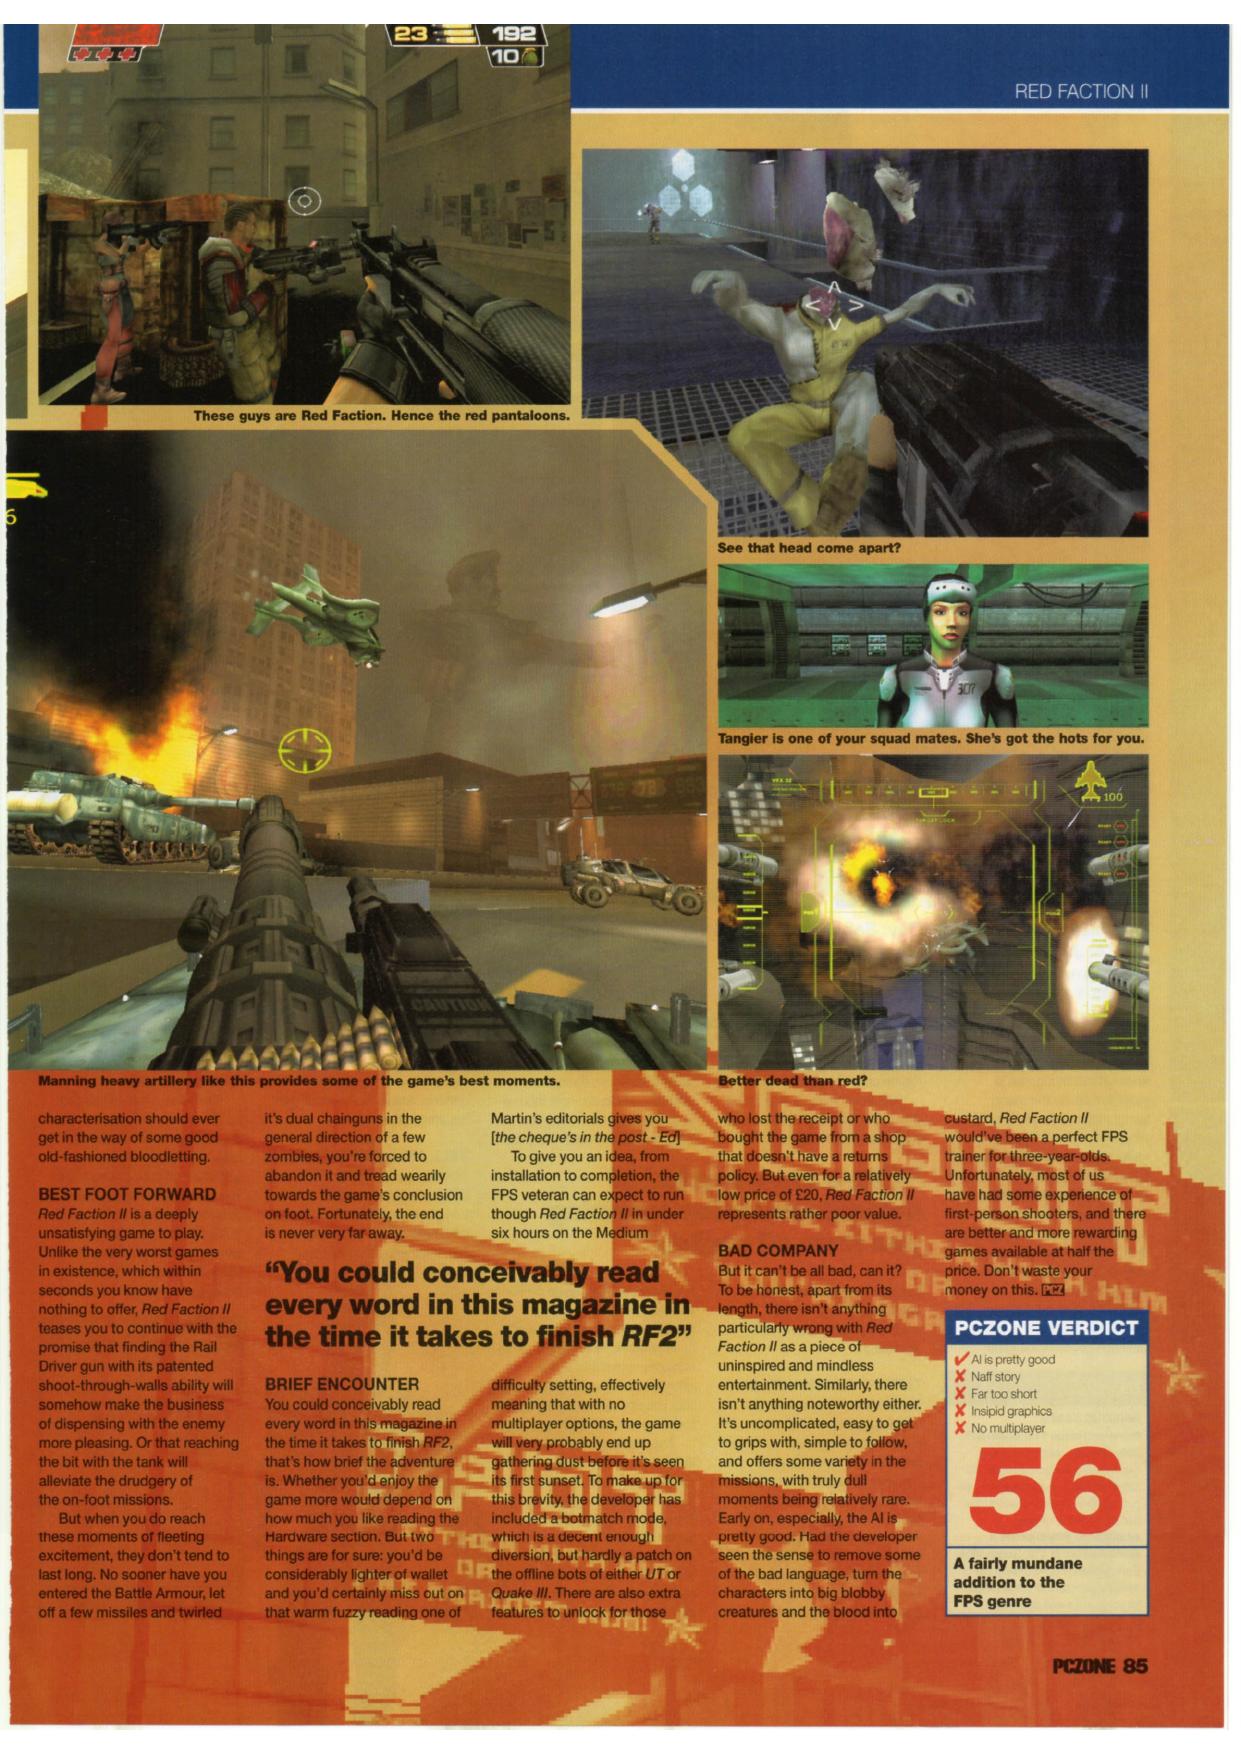 23
192
10
RED FACTION II
These guys are Red Faction. Hence the red pantaloons.
See that head come apart?
6
307
Tangier is one of your squad mates. She's got the hots for you.
100
CAUTION
Manning heavy artillery like this provides some of the game's best moments.
Better dead than red?
characterisation should ever
get in the way of some good
old-fashioned bloodletting.
BEST FOOT FORWARD
Red Faction II is a deeply
unsatisfying game to play.
Unlike the very worst games
in existence, which within
seconds you know have
nothing to offer, Red Faction II
teases you to continue with the
promise that finding the Rail
Driver gun with its patented
shoot-through-walls ability will
somehow make the business
of dispensing with the enemy
more pleasing. Or that reaching
the bit with the tank will
alleviate the drudgery of
the on-foot missions.
But when you do reach
these moments of fleeting
excitement, they don't tend to
last long. No sooner have you
entered the Battle Armour, let
off a few missiles and twirled
it's dual chainguns in the
general direction of a few
zombies, you're forced to
abandon it and tread wearily
towards the game's conclusion
on foot. Fortunately, the end
is never very far away.
"You could conceivably read
every word in this magazine in
the time it takes to finish RF2"
BRIEF ENCOUNTER
You could conceivably read
every word in this magazine in
the time it takes to finish RF2,
that's how brief the adventure
is. Whether you'd enjoy the
game more would depend on
how much you like reading the
Hardware section. But two
things are for sure: you'd be
considerably lighter of wallet
and you'd certainly miss out on
that warm fuzzy reading one of
Martin's editorials gives you
[the cheque's in the post - Ed]
To give you an idea, from
installation to completion, the
FPS veteran can expect to run
though Red Faction II in under
six hours on the Medium
difficulty setting, effectively
meaning that with no
multiplayer options, the game
will very probably end up
gathering dust before it's seen
its first sunset. To make up for
this brevity, the developer has
included a botmatch mode,
which is a decent enough
diversion, but hardly a patch on
the offline bots of either UT or
Quake III. There are also extra
features to unlock for those
who lost the receipt or who
bought the game from a shop
that doesn't have a returns
policy. But even for a relatively
low price of £20, Red Faction II
represents rather poor value.
BAD COMPANY
But it can't be all bad, can it?
To be honest, apart from its
length, there isn't anything
particularly wrong with Red
Faction II as a piece of
uninspired and mindless
entertainment. Similarly, there
isn't anything noteworthy either.
It's uncomplicated, easy to get
to grips with, simple to follow,
and offers some variety in the
missions, with truly dull
moments being relatively rare.
Early on, especially, the AI is
pretty good. Had the developer
seen the sense to remove some
of the bad language, turn the
characters into big blobby
creatures and the blood into
custard, Red Faction II
would've been a perfect FPS
trainer for three-year-olds.
Unfortunately, most of us
have had some experience of
first-person shooters, and there
are better and more rewarding
games available at half the
price. Don't waste your
money on this. PCZ
PCZONE VERDICT
AI is pretty good
Naff story
Far too short
Insipid graphics
No multiplayer
56
A fairly mundane
addition to the
FPS genre
PCZONE 85